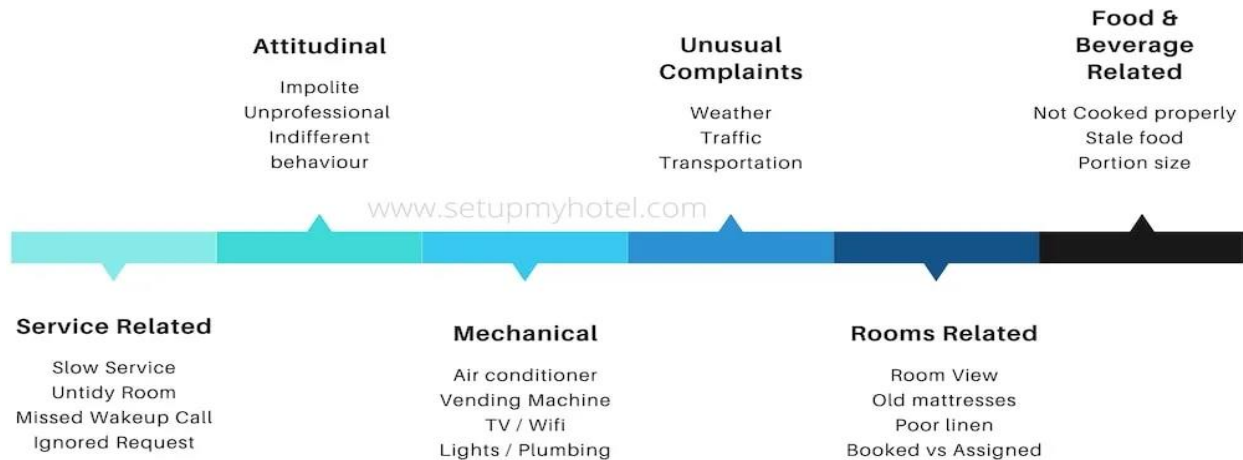 Attitudinal
Impolite
Unprofessional
Indifferent
behaviour
Unusual
Complaints
Weather
Traffic
Transportation
Food &
Beverage
Related
Not Cooked properly
Stale food
Portion size
www.setupmyhotel.com
Service Related
Slow Service
Untidy Room
Missed Wakeup Call
Ignored Request
Mechanical
Air conditioner
Vending Machine
TV / Wifi
Lights / Plumbing
Rooms Related
Room View
Old mattresses
Poor linen
Booked vs Assigned